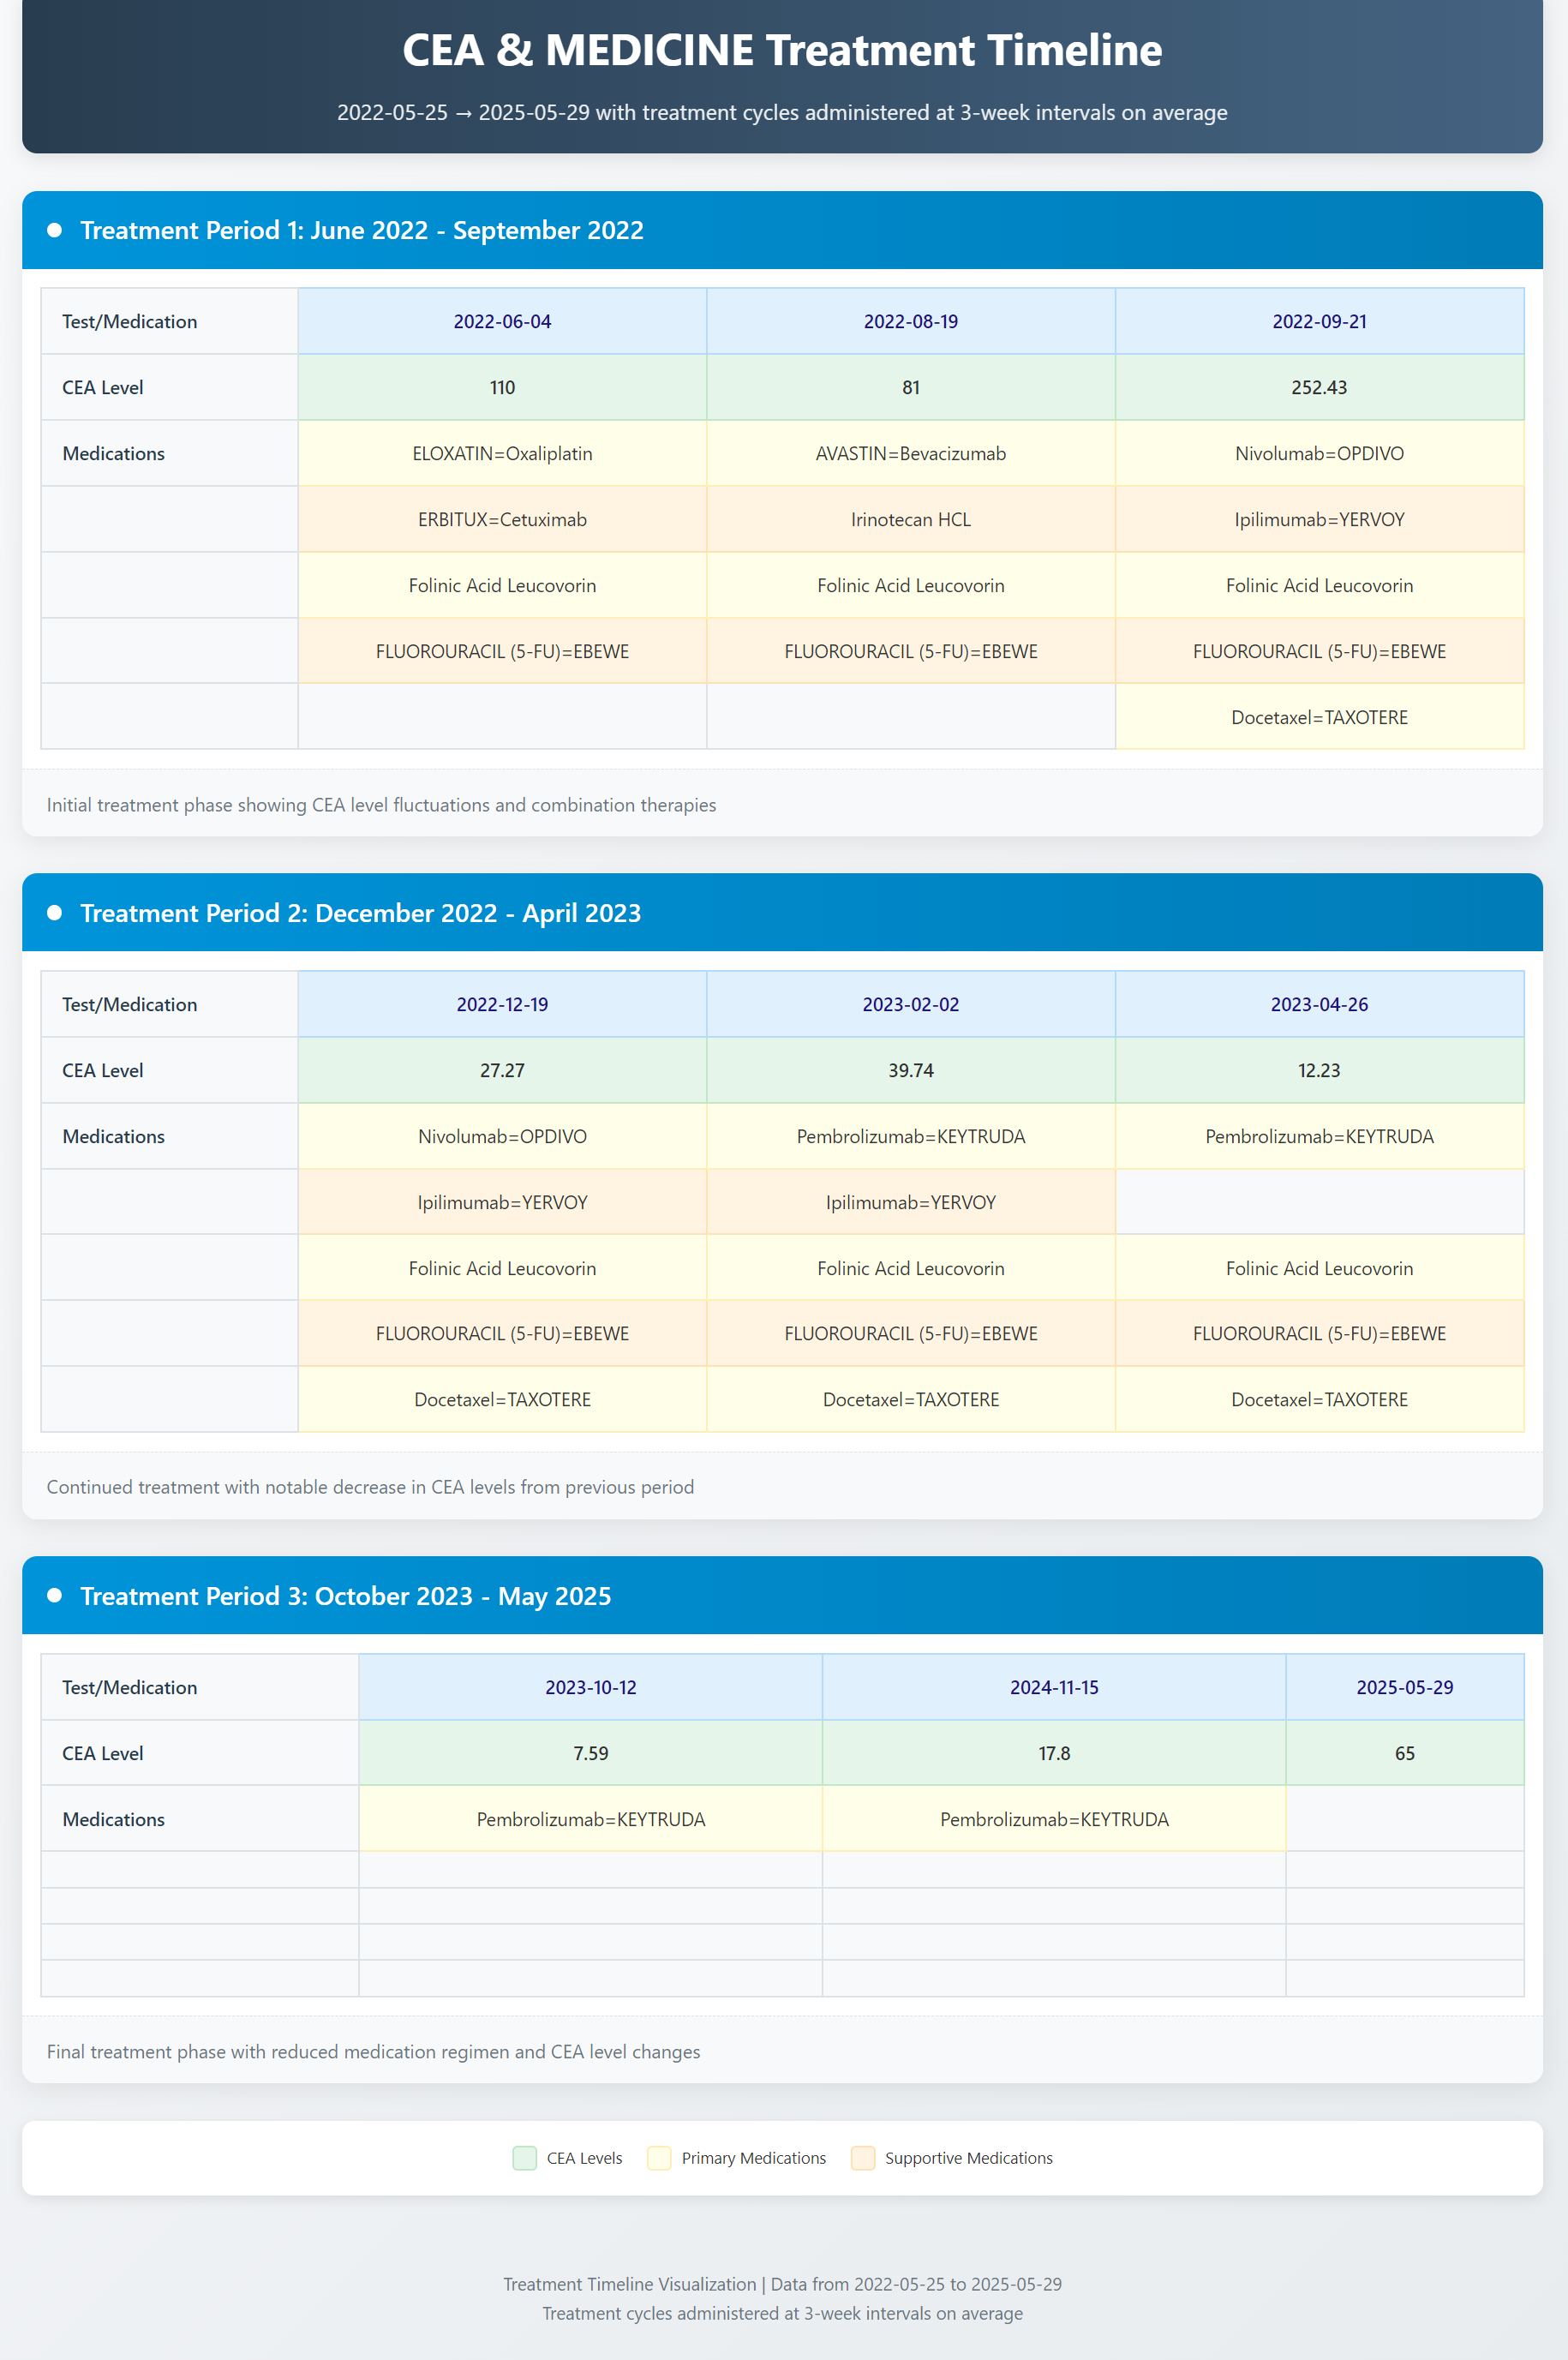 CEA & MEDICINE Treatment Timeline
2022-05-25 → 2025-05-29 with treatment cycles administered at 3-week intervals on average
Treatment Period 1: June 2022 - September 2022
Test/Medication 2022-06-04 2022-08-19 2022-09-21
CEA Level 110 81 252.43
Medications ELOXATIN=Oxaliplatin AVASTIN=Bevacizumab Nivolumab=OPDIVO
ERBITUX=Cetuximab Irinotecan HCL Ipilimumab=YERVOY
Folinic Acid Leucovorin Folinic Acid Leucovorin Folinic Acid Leucovorin
FLUOROURACIL (5-FU)=EBEWE FLUOROURACIL (5-FU)=EBEWE FLUOROURACIL (5-FU)=EBEWE
Docetaxel=TAXOTERE
Initial treatment phase showing CEA level fluctuations and combination therapies
Treatment Period 2: December 2022 - April 2023
Test/Medication 2022-12-19 2023-02-02 2023-04-26
CEA Level 27.27 39.74 12.23
Medications Nivolumab=OPDIVO Pembrolizumab=KEYTRUDA Pembrolizumab=KEYTRUDA
Ipilimumab=YERVOY Ipilimumab=YERVOY
Folinic Acid Leucovorin Folinic Acid Leucovorin Folinic Acid Leucovorin
FLUOROURACIL (5-FU)=EBEWE FLUOROURACIL (5-FU)=EBEWE FLUOROURACIL (5-FU)=EBEWE
Docetaxel=TAXOTERE Docetaxel=TAXOTERE Docetaxel=TAXOTERE
Continued treatment with notable decrease in CEA levels from previous period
Treatment Period 3: October 2023 - May 2025
Test/Medication 2023-10-12 2024-11-15 2025-05-29
CEA Level 7.59 17.8 65
Medications Pembrolizumab=KEYTRUDA Pembrolizumab=KEYTRUDA
Final treatment phase with reduced medication regimen and CEA level changes
CEA Levels Primary Medications Supportive Medications
Treatment Timeline Visualization | Data from 2022-05-25 to 2025-05-29
Treatment cycles administered at 3-week intervals on average